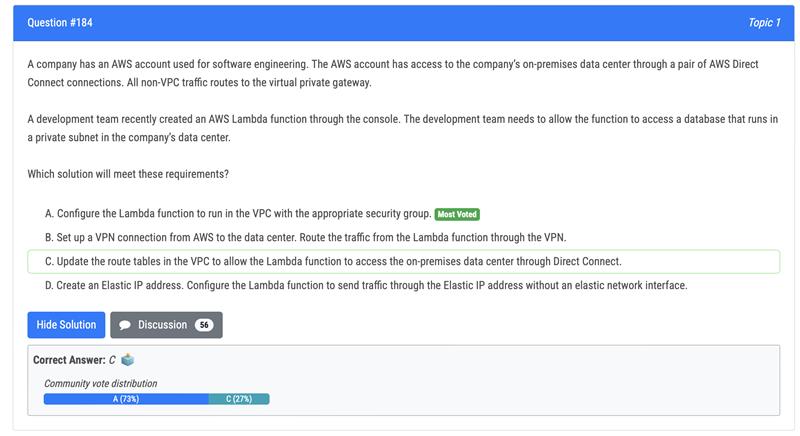 Question #184
Topic 1
A company has an AWS account used for software engineering. The AWS account has access to the company's on-premises data center through a pair of AWS Direct
Connect connections. All non-VPC traffic routes to the virtual private gateway.
A development team recently created an AWS Lambda function through the console. The development team needs to allow the function to access a database that runs in
a private subnet in the company's data center.
Which solution will meet these requirements?
A. Configure the Lambda function to run in the VPC with the appropriate security group. Most Voted
B. Set up a VPN connection from AWS to the data center. Route the traffic from the Lambda function through the VPN.
C. Update the route tables in the VPC to allow the Lambda function to access the on-premises data center through Direct Connect.
D. Create an Elastic IP address. Configure the Lambda function to send traffic through the Elastic IP address without an elastic network interface.
Hide Solution
Discussion 56
Correct Answer: C
Community vote distribution
A (73%) C (27%)